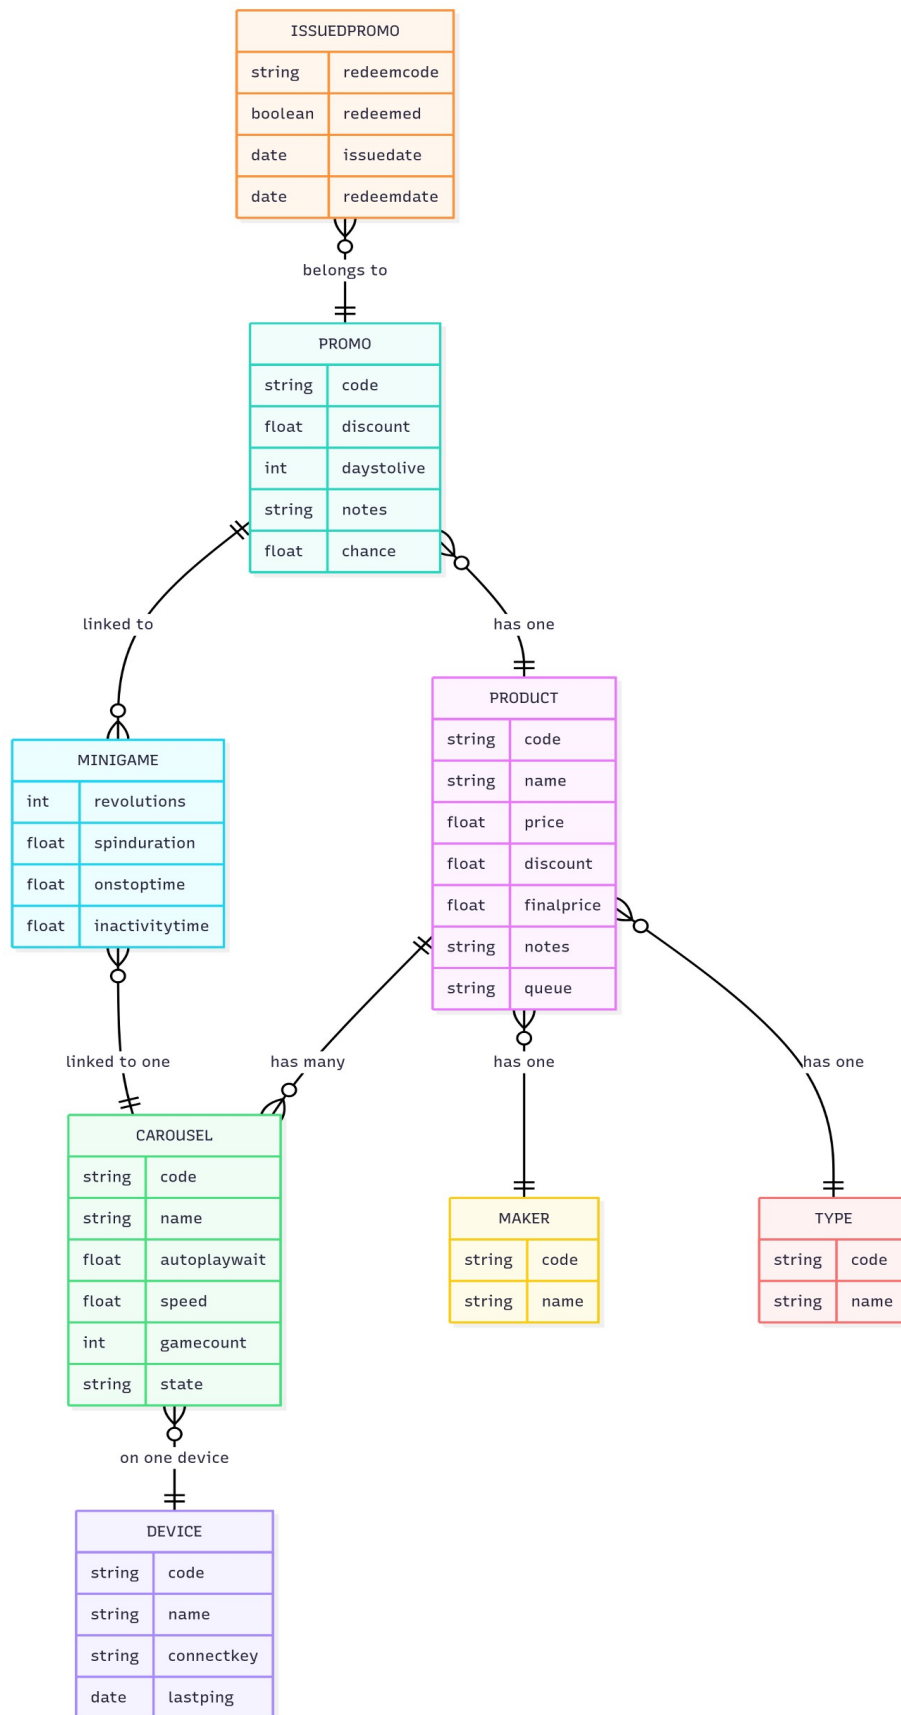 ISSUEDPROMO
string redeemcode
boolean redeemed
date issuedate
date redeemdate
belongs to
PROMO
string code
float discount
int daystolive
string notes
float chance
linked to
has one
PRODUCT
string code
string name
float price
float discount
float finalprice
string notes
string queue
MINIGAME
int revolutions
float spinduration
float onstoptime
float inactivitytime
linked to one
has many
has one
has one
CAROUSEL
string code
string name
float autoplaywait
float speed
int gamecount
string state
MAKER
string code
string name
TYPE
string code
string name
on one device
DEVICE
string code
string name
string connectkey
date lastping